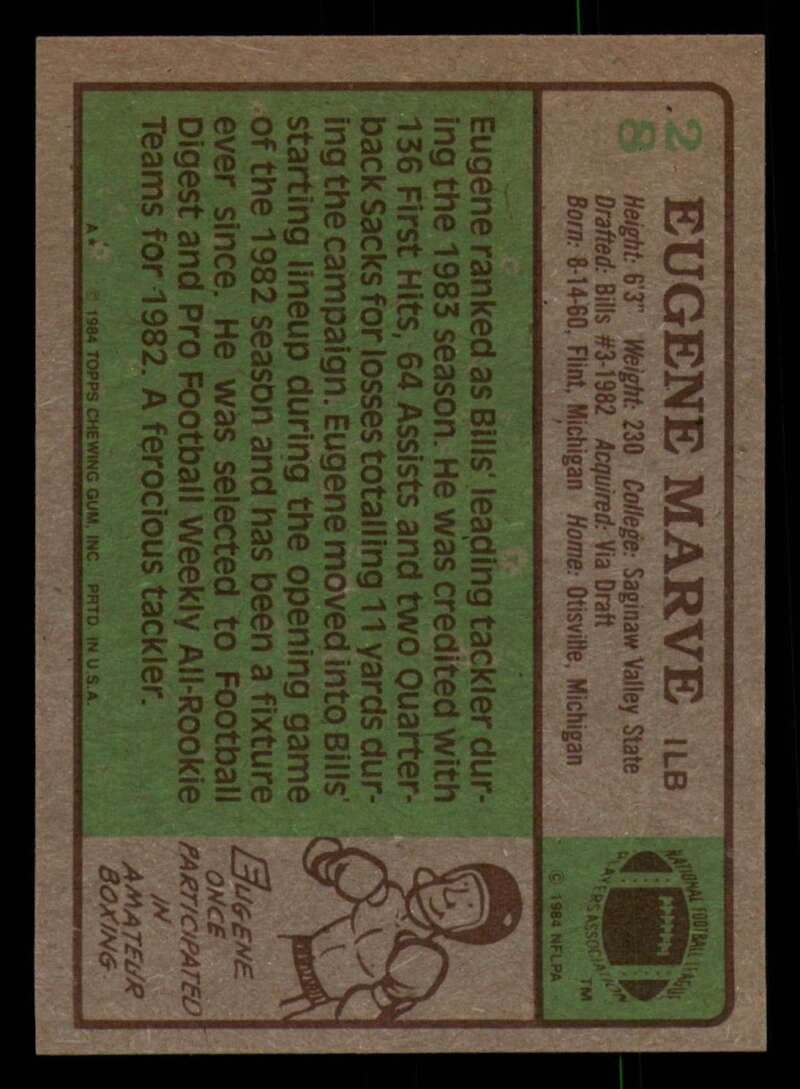 28
EUGENE MARVE ILB
Height: 6'3" Weight: 230 College: Saginaw Valley State
Drafted: Bills #3-1982 Acquired: Via Draft
Born: 8-14-60, Flint, Michigan Home: Otisville, Michigan
NATIONAL FOOTBALL LEAGUE
PLAYERS ASSOCIATION
TM
© 1984 NFLPA
Eugene ranked as Bills' leading tackler dur-
ing the 1983 season. He was credited with
136 First Hits, 64 Assists and two Quarter-
back Sacks for losses totalling 11 yards dur-
ing the campaign. Eugene moved into Bills'
starting lineup during the opening game
of the 1982 season and has been a fixture
ever since. He was selected to Football
Digest and Pro Football Weekly All-Rookie
Teams for 1982. A ferocious tackler.
A* © 1984 TOPPS CHEWING GUM, INC PRTD. IN U.S.A.
EUGENE
ONCE
PARTICIPATED
IN
AMATEUR
BOXING.